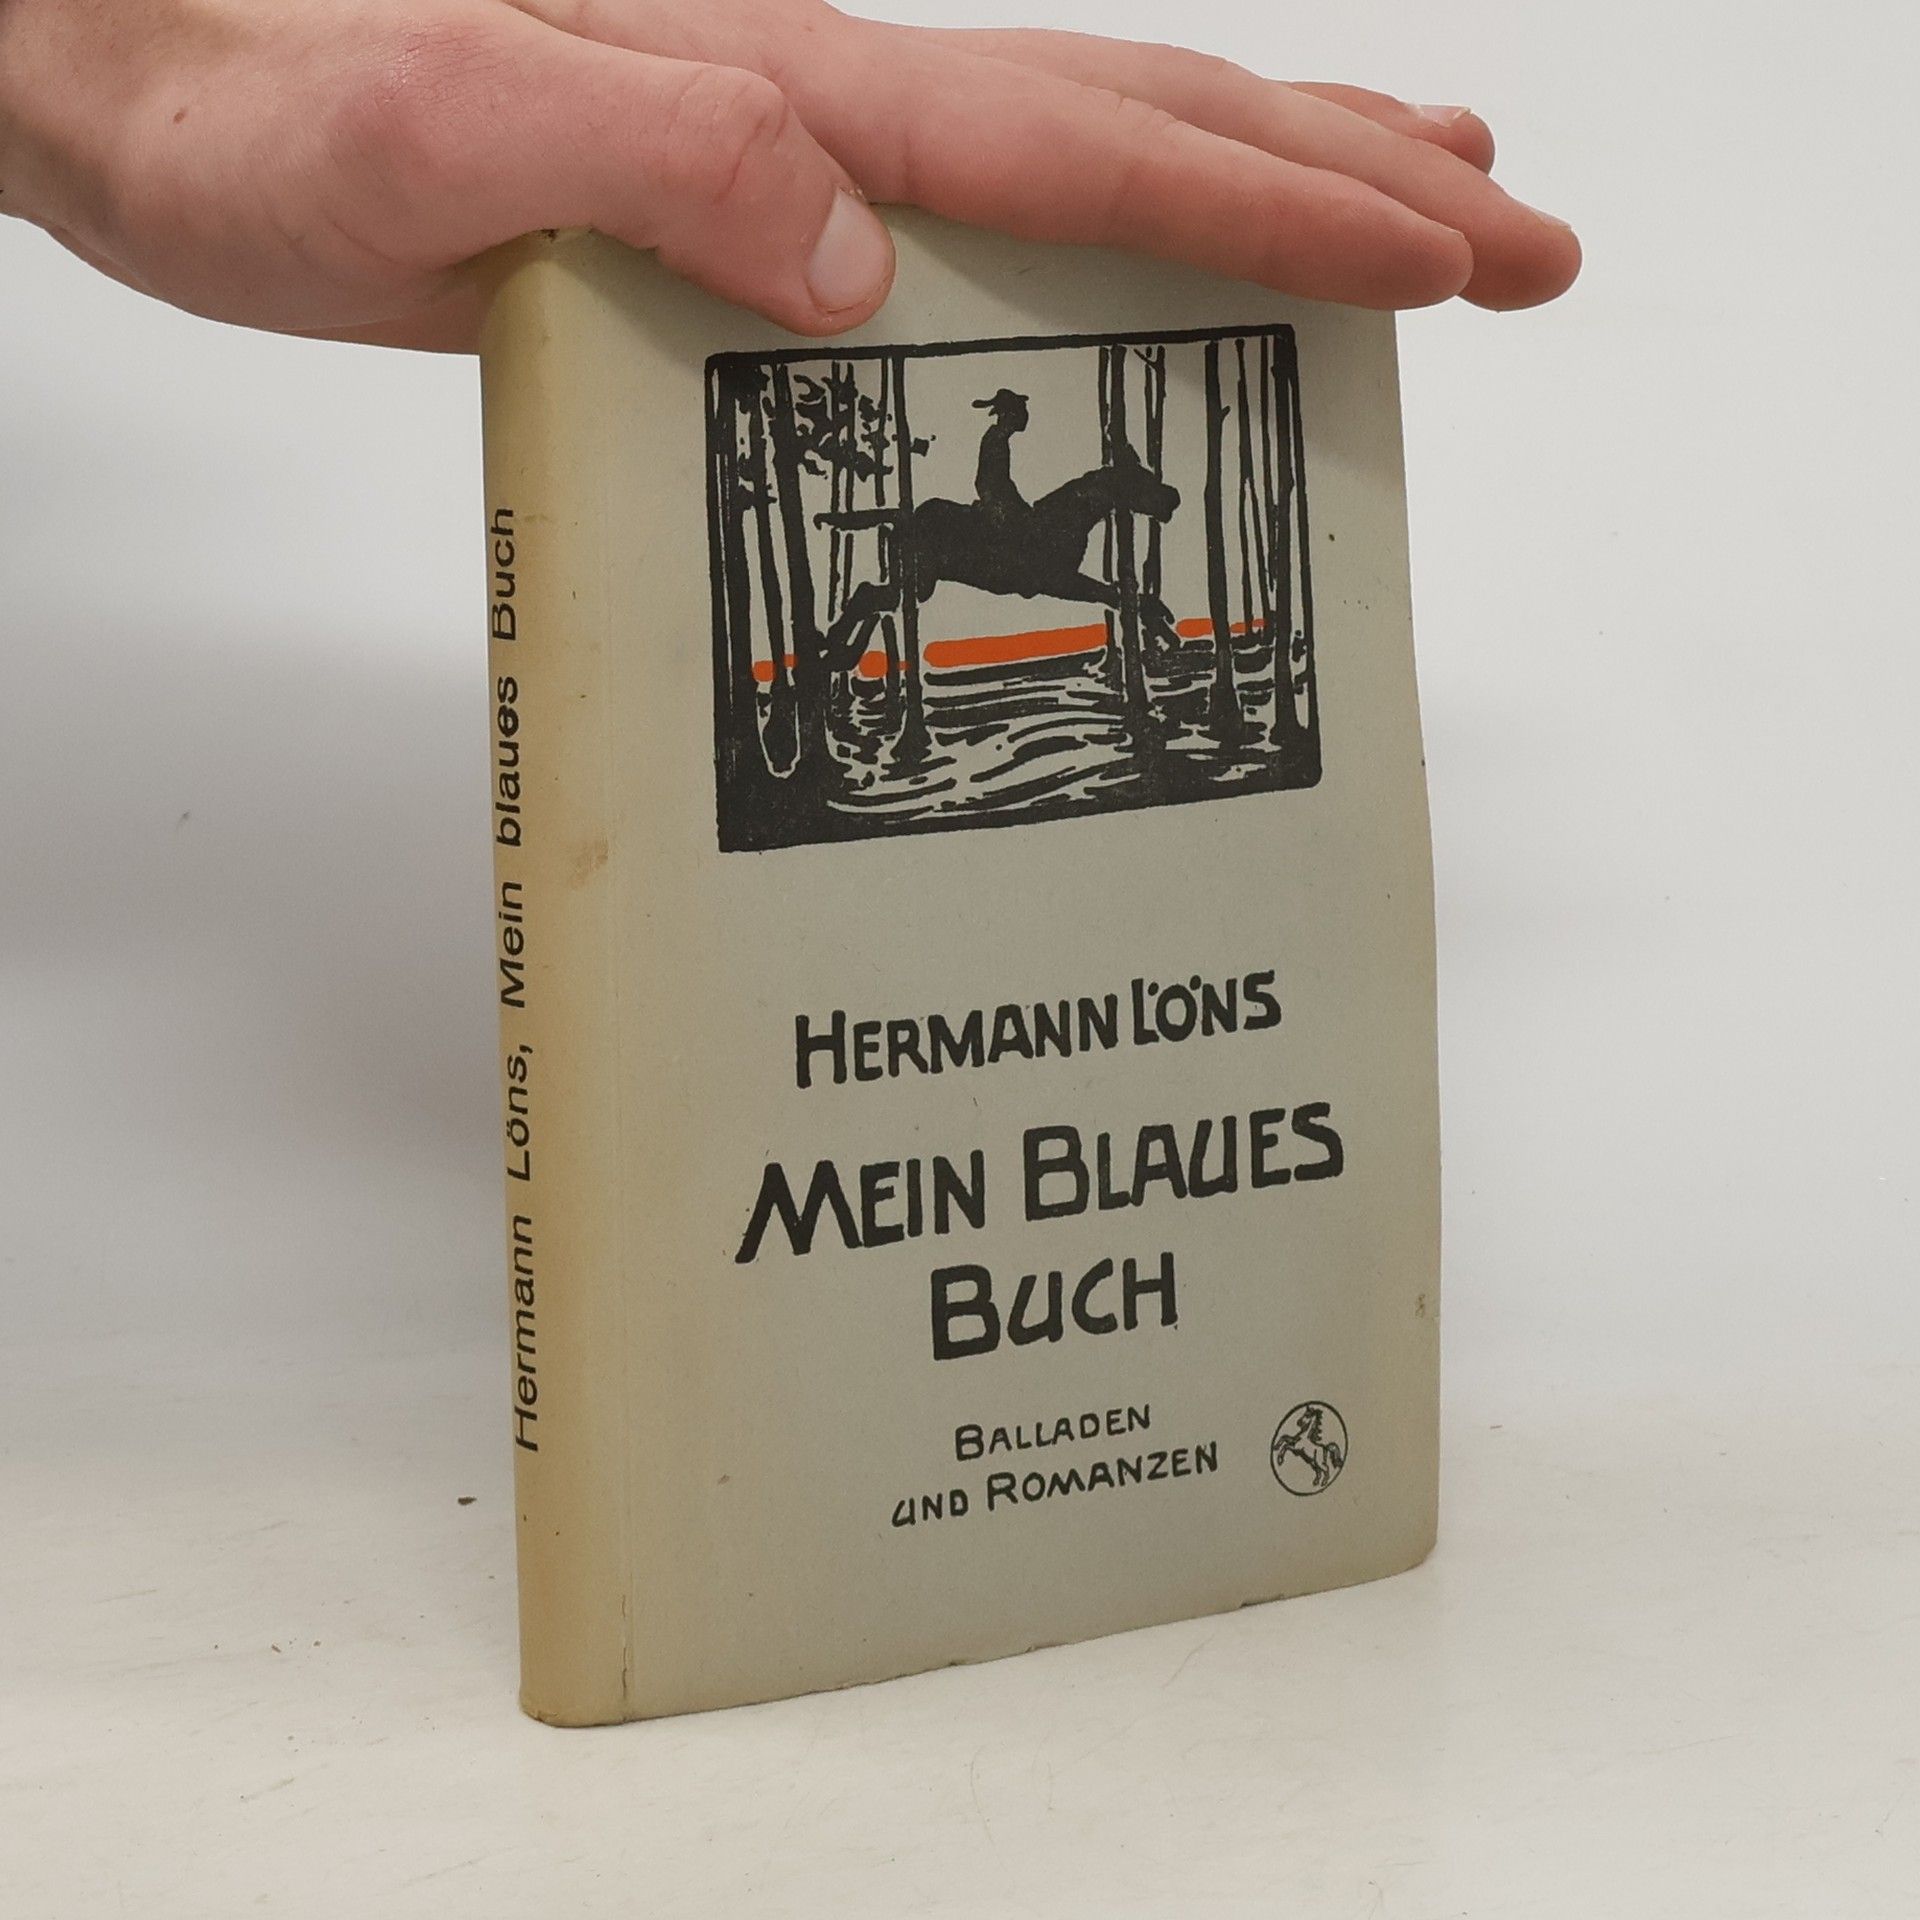 Hermann Löns, Mein blaues Buch
HERMANN LÖNS
MEIN BLAUES
BUCH
BALLADEN
UND ROMANZEN